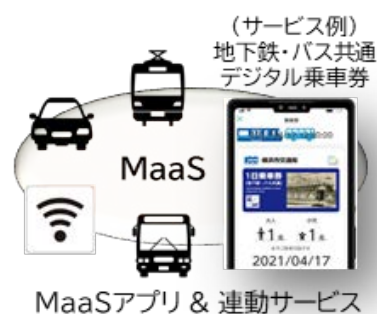 (サービス例)
地下鉄・バス共通
デジタル乗車券
MaaS
横浜市交通局
1日乗車券
大人 小児
1名 1名
2021/04/17
MaaSアプリ & 連動サービス